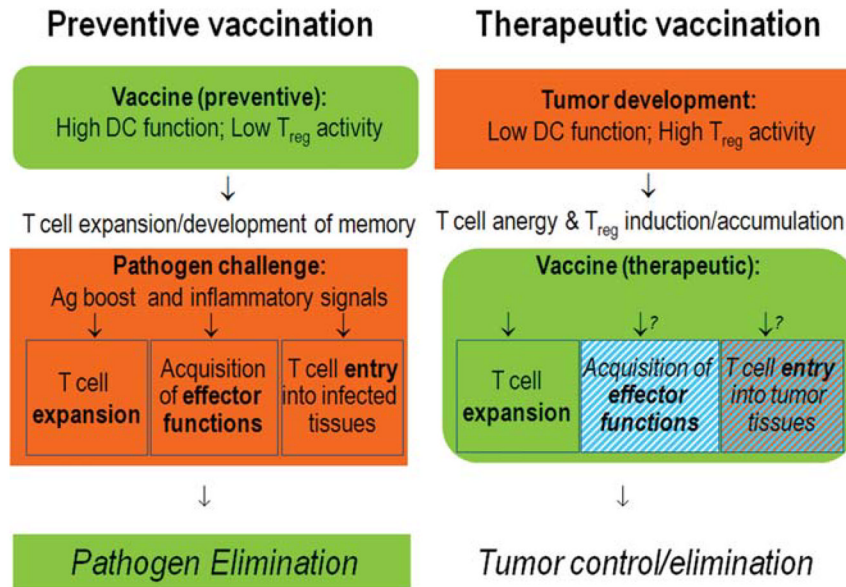 Preventive vaccination
Vaccine (preventive):
High DC function; Low Treg activity
↓
T cell expansion/development of memory
Pathogen challenge:
Ag boost and inflammatory signals
↓ ↓ ↓
T cell
expansion
Acquisition
of effector
functions
T cell entry
into infected
tissues
↓
Pathogen Elimination
Therapeutic vaccination
Tumor development:
Low DC function; High Treg activity
↓
T cell anergy & Treg induction/accumulation
Vaccine (therapeutic):
↓ ↓? ↓?
T cell
expansion
Acquisition of
effector
functions
T cell entry
into tumor
tissues
↓
Tumor control/elimination